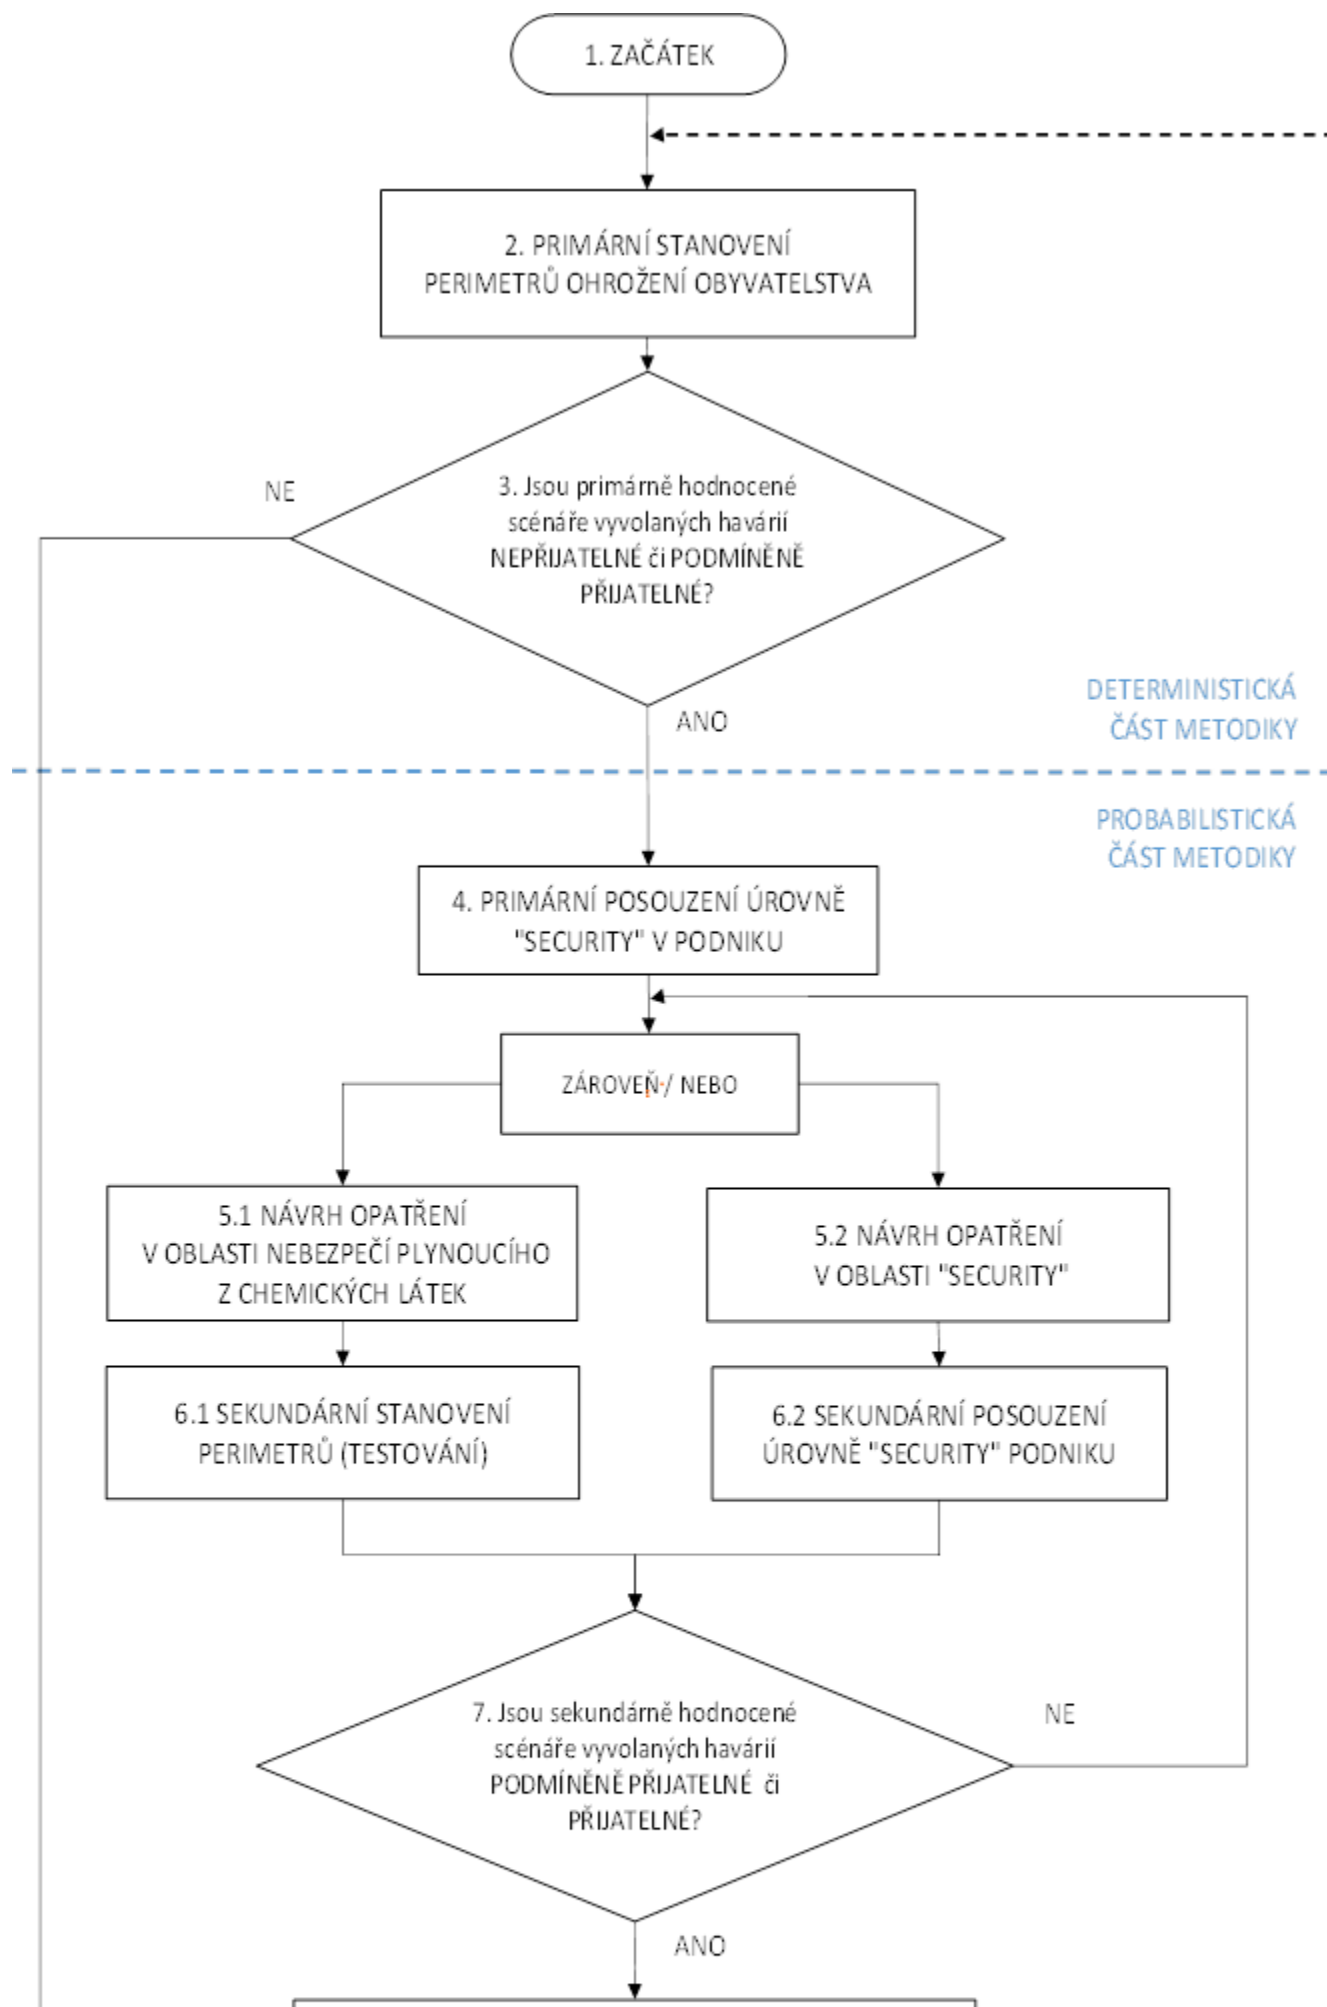 1. ZAČÁTEK
2. PRIMÁRNÍ STANOVENÍ
PERIMETRŮ OHROŽENÍ OBYVATELSTVA
NE
3. Jsou primárně hodnocené
scénáře vyvolaných havárií
NEPŘIJATELNÉ či PODMÍNĚNĚ
PŘIJATELNÉ?
ANO
DETERMINISTICKÁ
ČÁST METODIKY
PROBABILISTICKÁ
ČÁST METODIKY
4. PRIMÁRNÍ POSOUZENÍ ÚROVNĚ
"SECURITY" V PODNIKU
ZÁROVEŇ / NEBO
5.1 NÁVRH OPATŘENÍ
V OBLASTI NEBEZPEČÍ PLYNOUCÍHO
Z CHEMICKÝCH LÁTEK
5.2 NÁVRH OPATŘENÍ
V OBLASTI "SECURITY"
6.1 SEKUNDÁRNÍ STANOVENÍ
PERIMETRŮ (TESTOVÁNÍ)
6.2 SEKUNDÁRNÍ POSOUZENÍ
ÚROVNĚ "SECURITY" PODNIKU
7. Jsou sekundárně hodnocené
scénáře vyvolaných havárií
PODMÍNĚNĚ PŘIJATELNÉ či
PŘIJATELNÉ?
NE
ANO